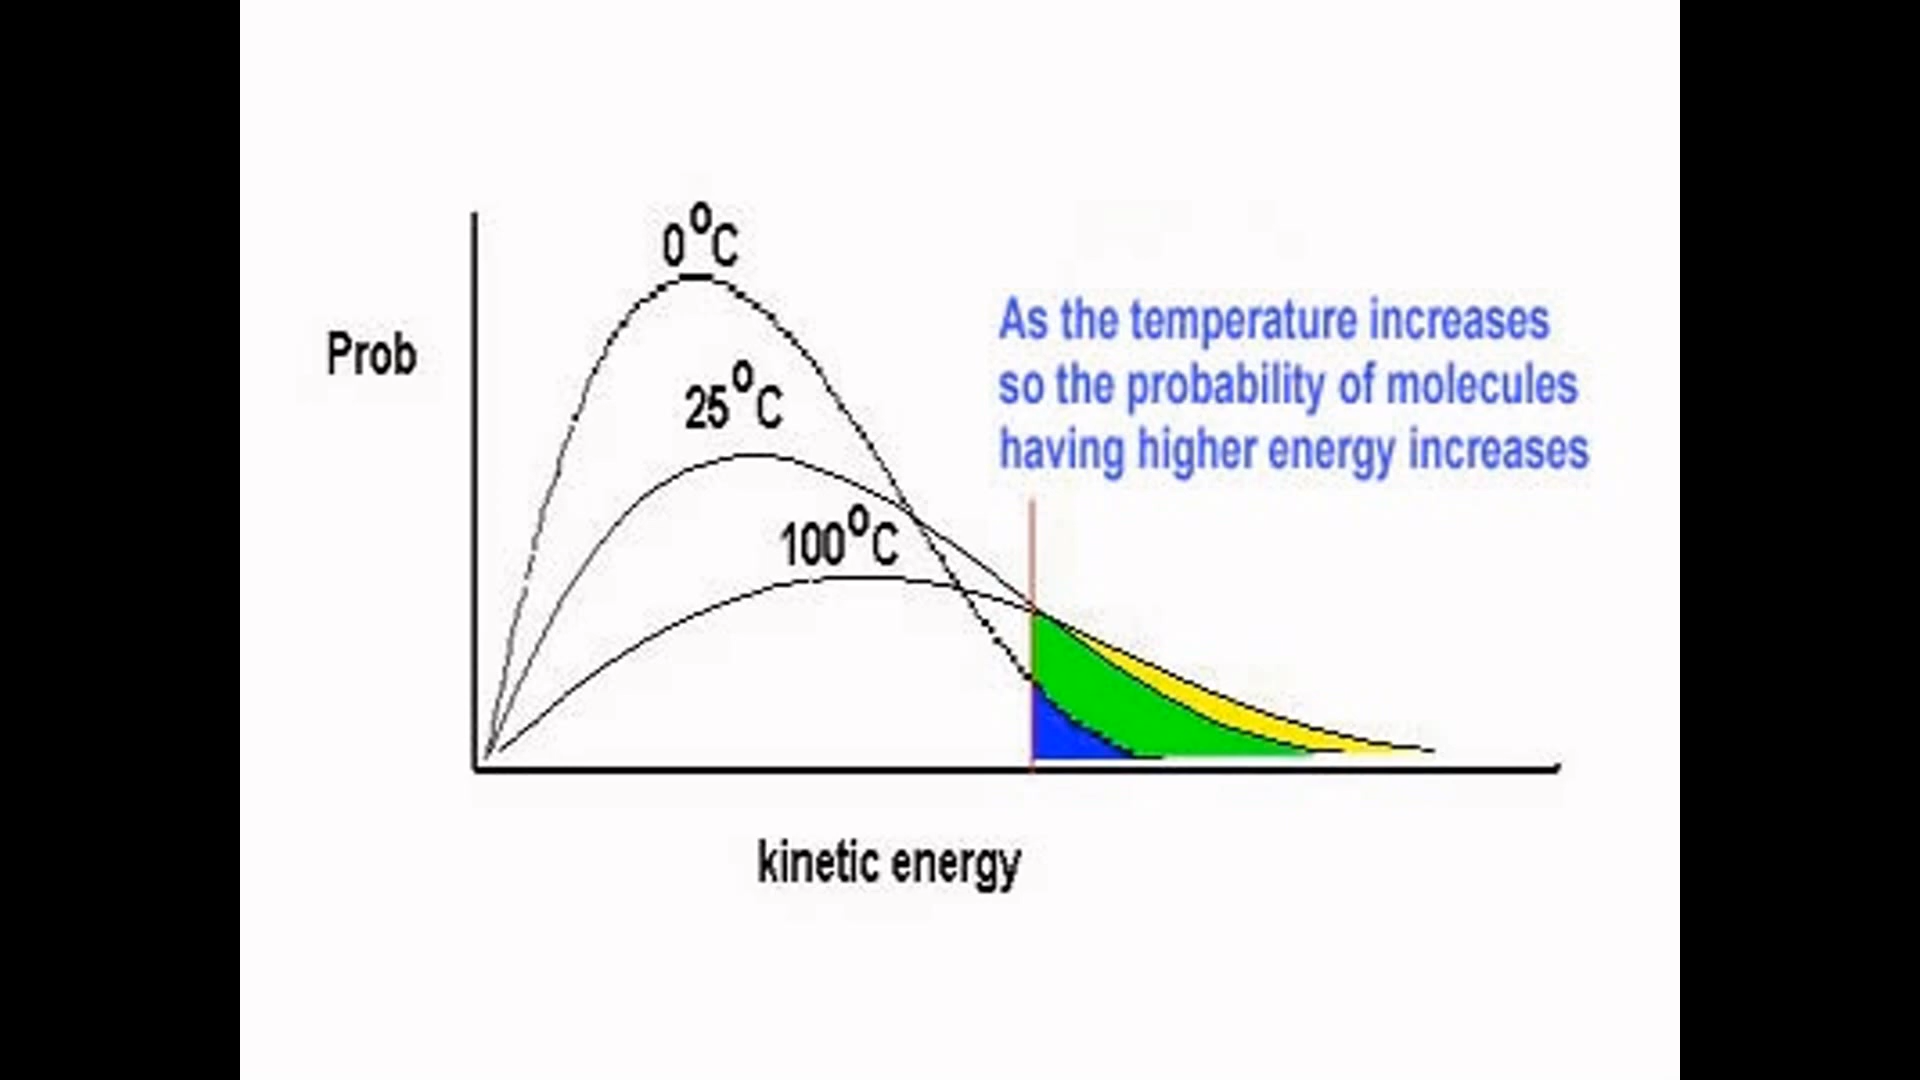 0°C
Prob
25°C
100°C
As the temperature increases
so the probability of molecules
having higher energy increases
kinetic energy